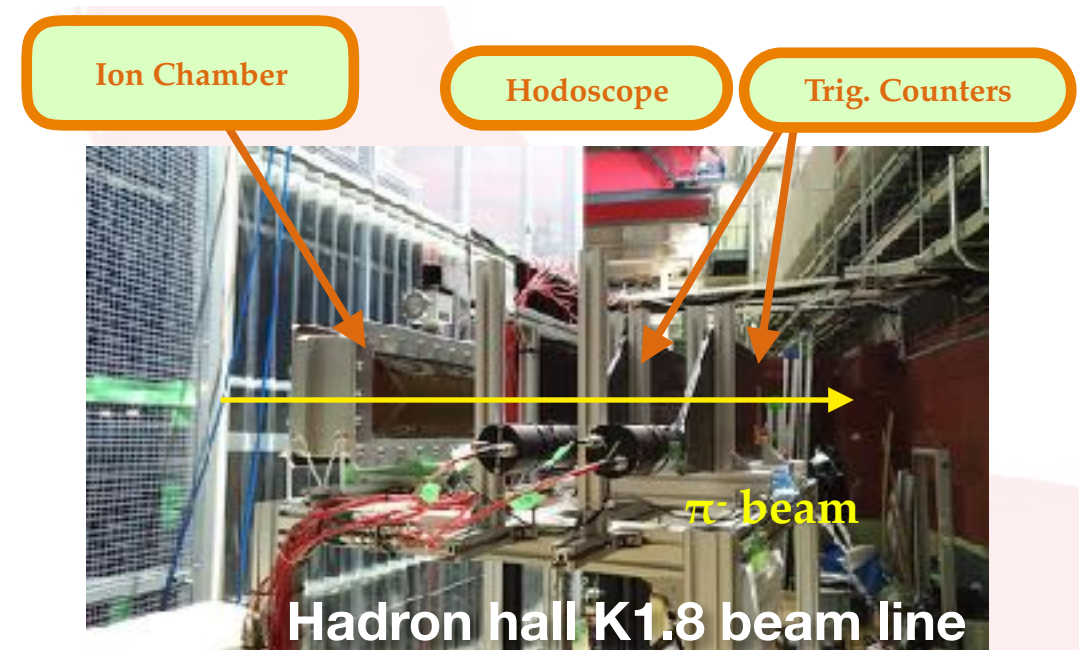 Ion Chamber
Hodoscope
Trig. Counters
π- beam
Hadron hall K1.8 beam line